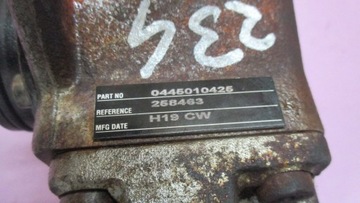 234
PART NO 0445010425
REFERENCE 258463
MFG DATE H19 CW